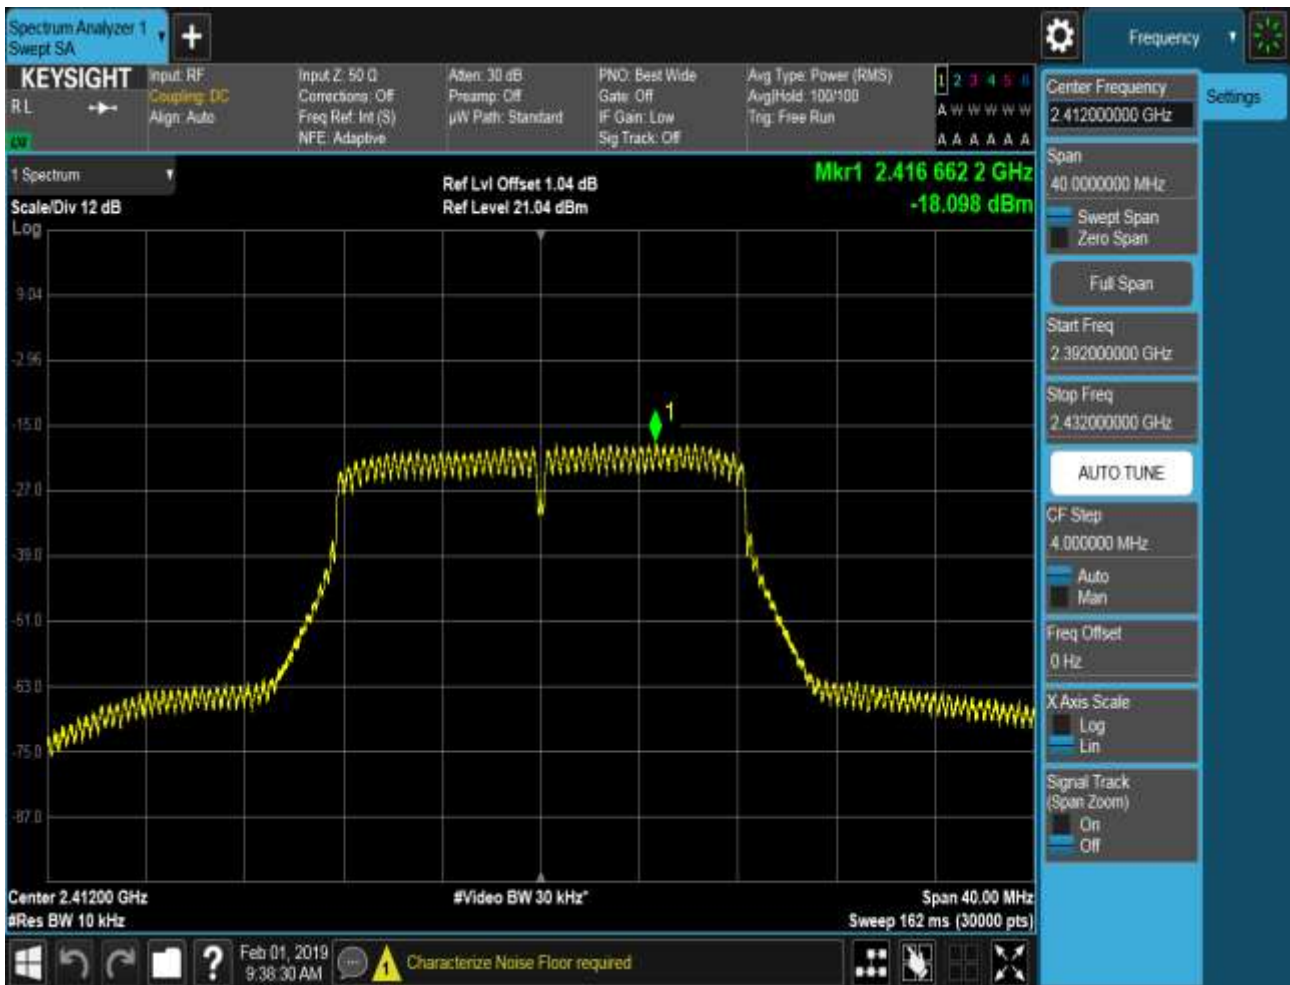 Spectrum Analyzer 1
Swept SA
+
Frequency
KEYSIGHT
R L
Input: RF
Coupling: DC
Align: Auto
Input Z: 50 Ω
Corrections: Off
Freq Ref: Int (S)
NFE: Adaptive
Atten: 30 dB
Preamp: Off
µW Path: Standard
PNO: Best Wide
Gate: Off
IF Gain: Low
Sig Track: Off
Avg Type: Power (RMS)
Avg|Hold: 100/100
Trig: Free Run
1 2 3 4 5 6
A W W W W W
A A A A A A
1 Spectrum
Scale/Div 12 dB
Log
Ref Lvl Offset 1.04 dB
Ref Level 21.04 dBm
Mkr1 2.416 662 2 GHz
-18.098 dBm
9.04
-2.96
-15.0
-27.0
-39.0
-51.0
-63.0
-75.0
-87.0
1
Center 2.41200 GHz
#Res BW 10 kHz
#Video BW 30 kHz*
Span 40.00 MHz
Sweep 162 ms (30000 pts)
Center Frequency
2.412000000 GHz
Settings
Span
40.0000000 MHz
Swept Span
Zero Span
Full Span
Start Freq
2.392000000 GHz
Stop Freq
2.432000000 GHz
AUTO TUNE
CF Step
4.000000 MHz
Auto
Man
Freq Offset
0 Hz
X Axis Scale
Log
Lin
Signal Track
(Span Zoom)
On
Off
?
Feb 01, 2019
9:38:30 AM
1
Characterize Noise Floor required